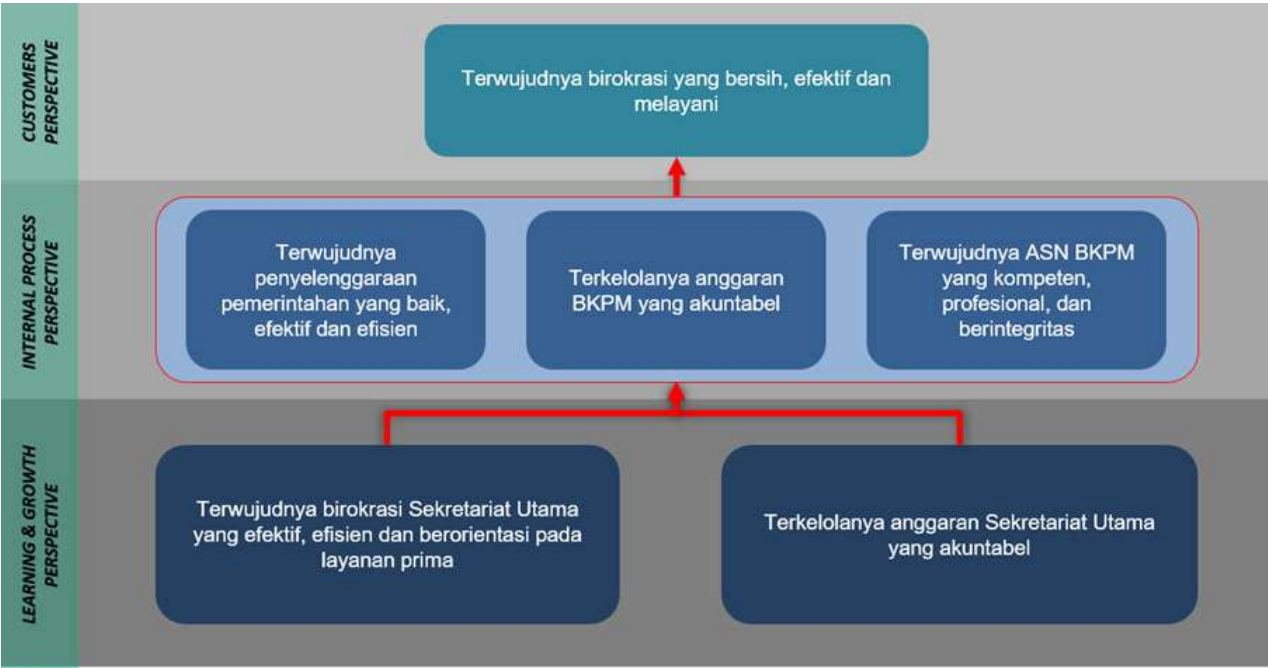 CUSTOMERS
PERSPECTIVE
Terwujudnya birokrasi yang bersih, efektif dan
melayani
INTERNAL PROCESS
PERSPECTIVE
Terwujudnya
penyelenggaraan
pemerintahan yang baik,
efektif dan efisien
Terkelolanya anggaran
BKPM yang akuntabel
Terwujudnya ASN BKPM
yang kompeten,
profesional, dan
berintegritas
LEARNING & GROWTH
PERSPECTIVE
Terwujudnya birokrasi Sekretariat Utama
yang efektif, efisien dan berorientasi pada
layanan prima
Terkelolanya anggaran Sekretariat Utama
yang akuntabel